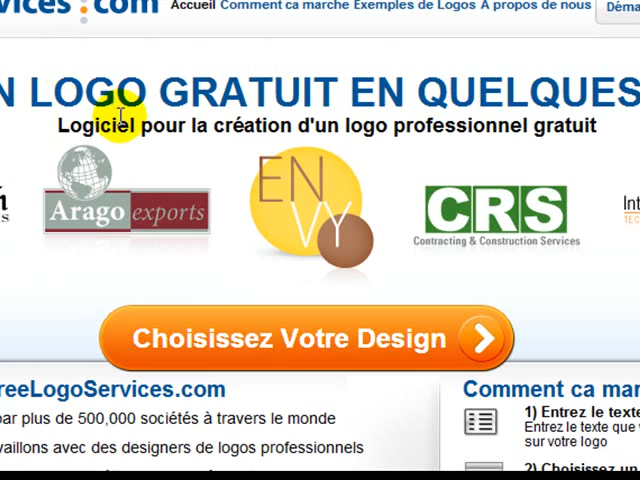 vices.com
Accueil Comment ca marche Exemples de Logos A propos de nous
Déma
N LOGO GRATUIT EN QUELQUES
Logiciel pour la création d'un logo professionnel gratuit
Arago exports
ENVY
CRS
Contracting & Construction Services
Int
TEC
Choisissez Votre Design
reeLogoServices.com
par plus de 500,000 sociétés à travers le monde
vaillons avec des designers de logos professionnels
Comment ca mar
1) Entrez le texte
Entrez le texte que v
sur votre logo
2) Choisissez un